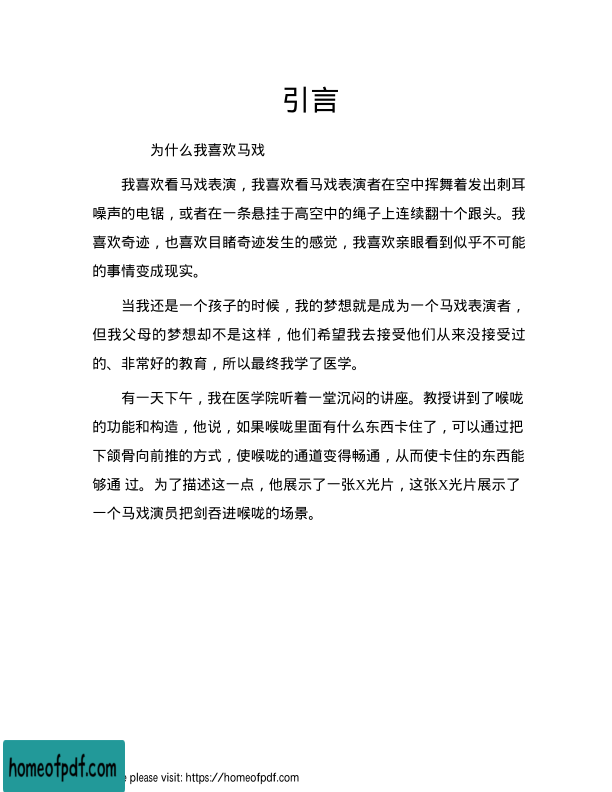 引言
为什么我喜欢马戏
我喜欢看马戏表演，我喜欢看马戏表演者在空中挥舞着发出刺耳
噪声的电锯，或者在一条悬挂于高空中的绳子上连续翻十个跟头。我
喜欢奇迹，也喜欢目睹奇迹发生的感觉，我喜欢亲眼看到似乎不可能
的事情变成现实。
当我还是一个孩子的时候，我的梦想就是成为一个马戏表演者，
但我父母的梦想却不是这样，他们希望我去接受他们从来没接受过
的、非常好的教育，所以最终我学了医学。
有一天下午，我在医学院听着一堂沉闷的讲座。教授讲到了喉咙
的功能和构造，他说，如果喉咙里面有什么东西卡住了，可以通过把
下颌骨向前推的方式，使喉咙的通道变得畅通，从而使卡住的东西能
够通 过。为了描述这一点，他展示了一张X光片，这张X光片展示了
一个马戏演员把剑吞进喉咙的场景。
homeofpdf.com
e please visit: https://homeofpdf.com